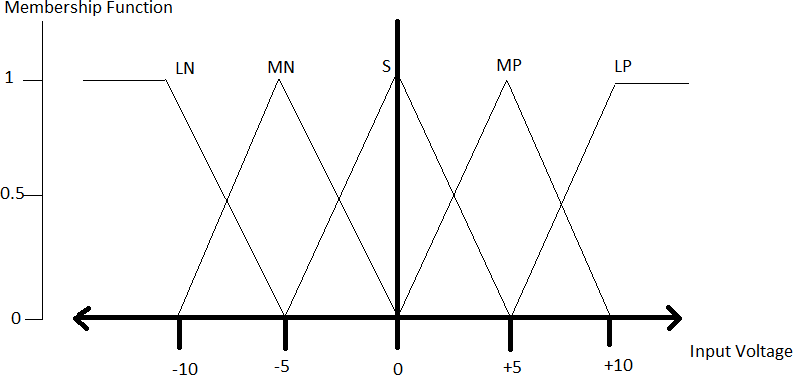 Membership Function
LN
MN
S
MP
LP
1
0.5
0
-10
-5
0
+5
+10
Input Voltage